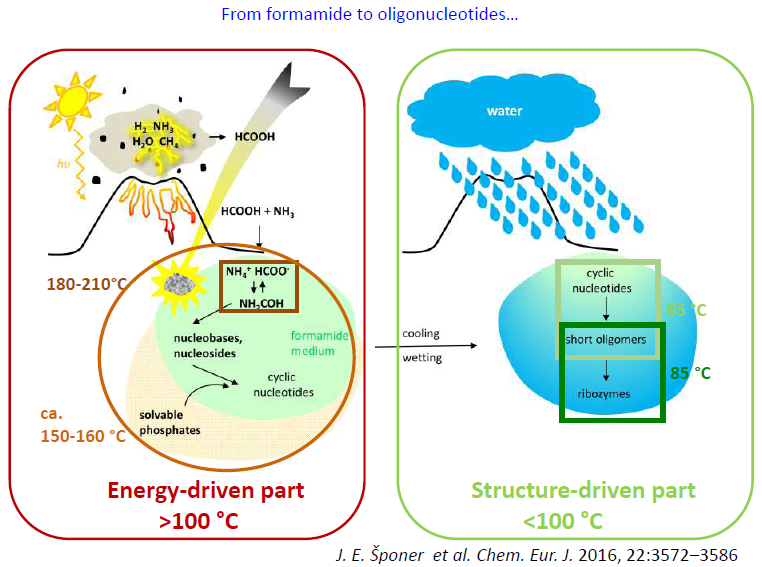 From formamide to oligonucleotides...
H₂ NH₃
H₂O CH₄
HCOOH
hν
HCOOH + NH₃
180-210°C
NH₄⁺ HCOO⁻
NH₂COH
nucleobases,
nucleosides
formamide
medium
cyclic
nucleotides
solvable
phosphates
ca.
150-160 °C
Energy-driven part
>100 °C
cooling
wetting
water
cyclic
nucleotides
85 °C
short oligomers
85 °C
ribozymes
Structure-driven part
<100 °C
J. E. Šponer et al. Chem. Eur. J. 2016, 22:3572–3586